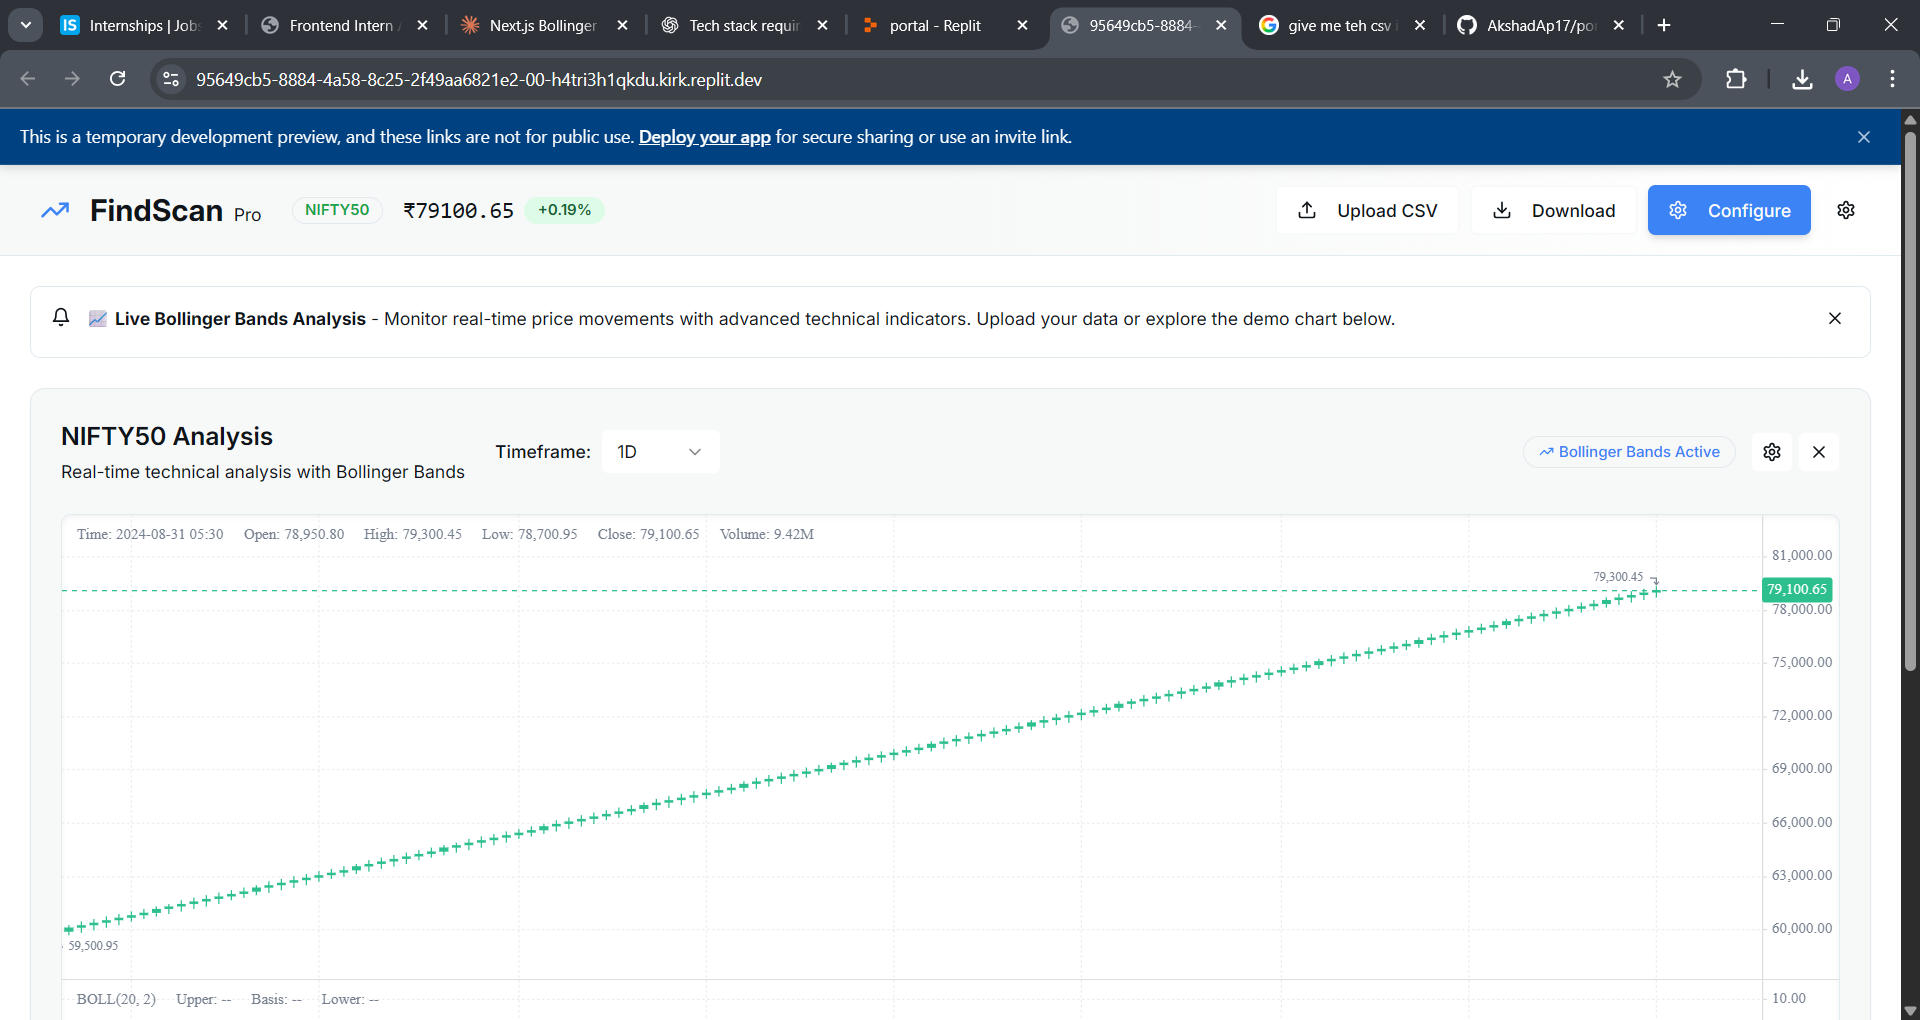 Internships | Jobs
Frontend Intern
Next.js Bollinger
Tech stack requir
portal - Replit
95649cb5-8884-
give me teh csv
AkshadAp17/po
95649cb5-8884-4a58-8c25-2f49aa6821e2-00-h4tri3h1qkdu.kirk.replit.dev
A
This is a temporary development preview, and these links are not for public use. Deploy your app for secure sharing or use an invite link.
FindScan Pro
NIFTY50
₹79100.65
+0.19%
Upload CSV
Download
Configure
Live Bollinger Bands Analysis - Monitor real-time price movements with advanced technical indicators. Upload your data or explore the demo chart below.
NIFTY50 Analysis
Real-time technical analysis with Bollinger Bands
Timeframe: 1D
Bollinger Bands Active
Time: 2024-08-31 05:30 Open: 78,950.80 High: 79,300.45 Low: 78,700.95 Close: 79,100.65 Volume: 9.42M
81,000.00
79,300.45
79,100.65
78,000.00
75,000.00
72,000.00
69,000.00
66,000.00
63,000.00
60,000.00
59,500.95
BOLL(20, 2) Upper: -- Basis: -- Lower: --
10.00